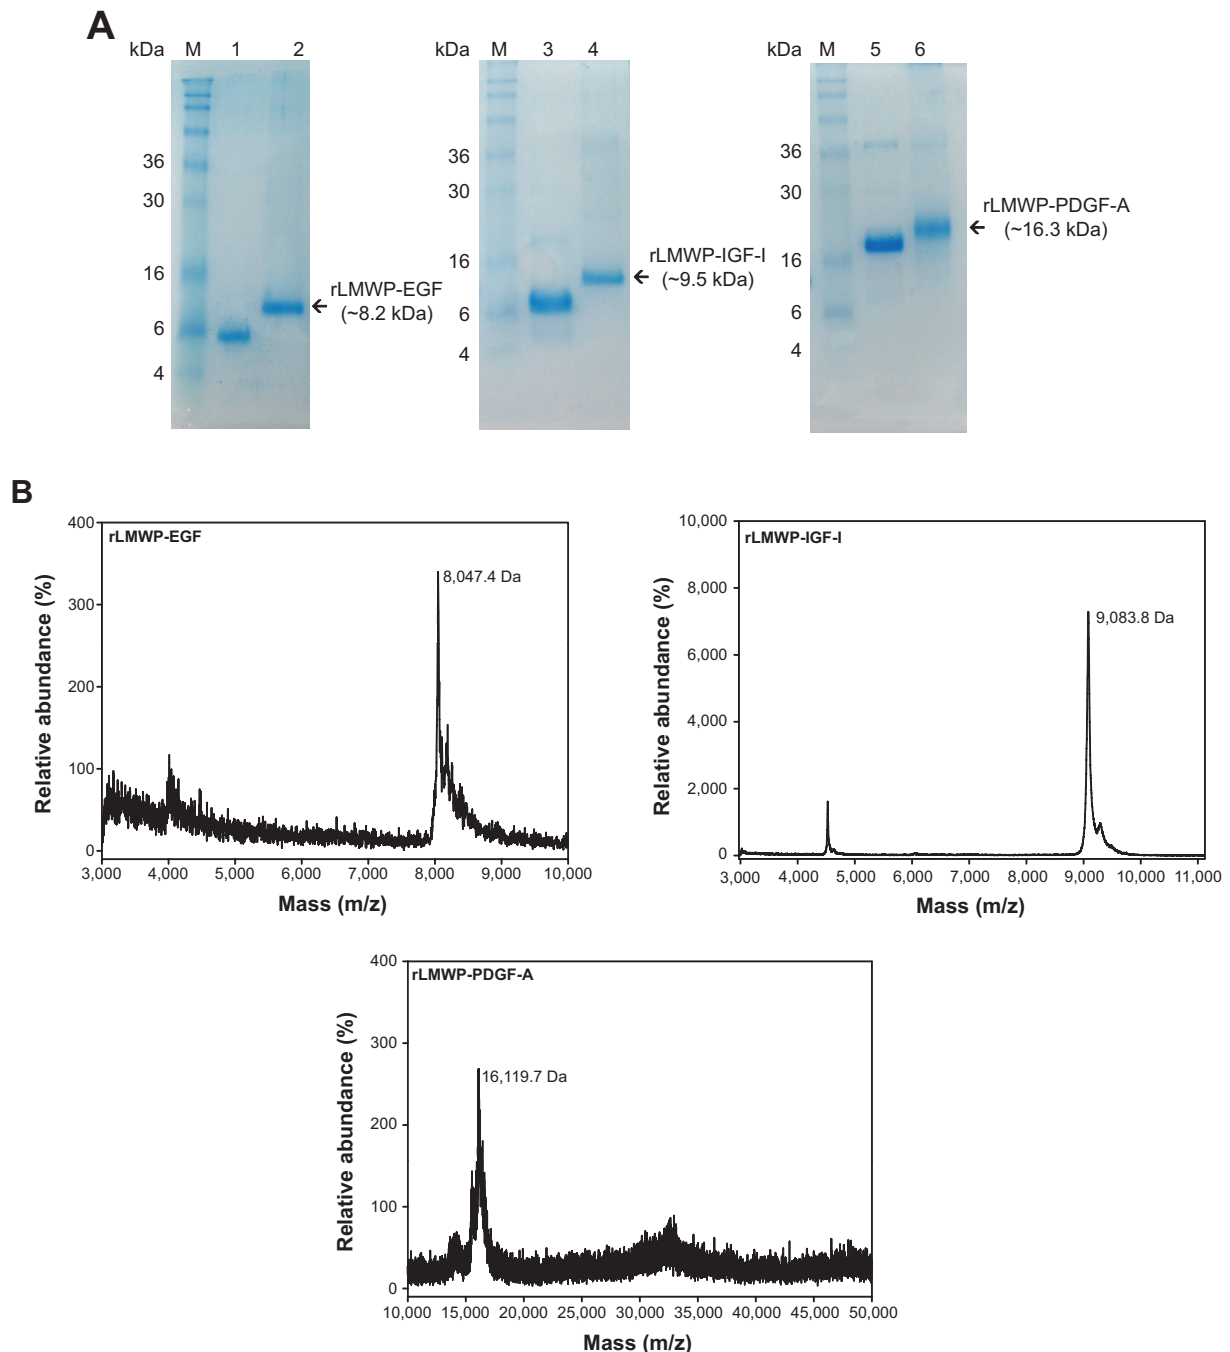 A
kDa M 1 2
36
30
16
6
4
rLMWP-EGF
(~8.2 kDa)
kDa M 3 4
36
30
16
6
4
rLMWP-IGF-I
(~9.5 kDa)
kDa M 5 6
36
30
16
6
4
rLMWP-PDGF-A
(~16.3 kDa)
B
rLMWP-EGF
8,047.4 Da
Relative abundance (%)
400
300
200
100
0
3,000 4,000 5,000 6,000 7,000 8,000 9,000 10,000
Mass (m/z)
rLMWP-IGF-I
9,083.8 Da
Relative abundance (%)
10,000
8,000
6,000
4,000
2,000
0
3,000 4,000 5,000 6,000 7,000 8,000 9,000 10,000 11,000
Mass (m/z)
rLMWP-PDGF-A
16,119.7 Da
Relative abundance (%)
400
300
200
100
0
10,000 15,000 20,000 25,000 30,000 35,000 40,000 45,000 50,000
Mass (m/z)